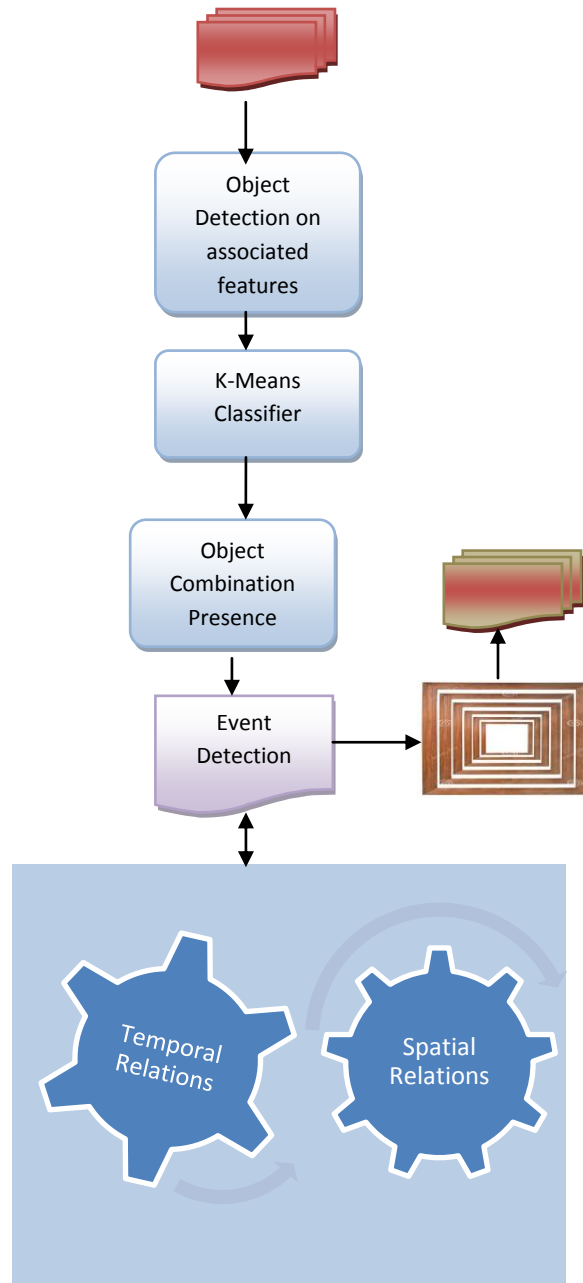 Object
Detection on
associated
features
K-Means
Classifier
Object
Combination
Presence
Event
Detection
Temporal
Relations
Spatial
Relations